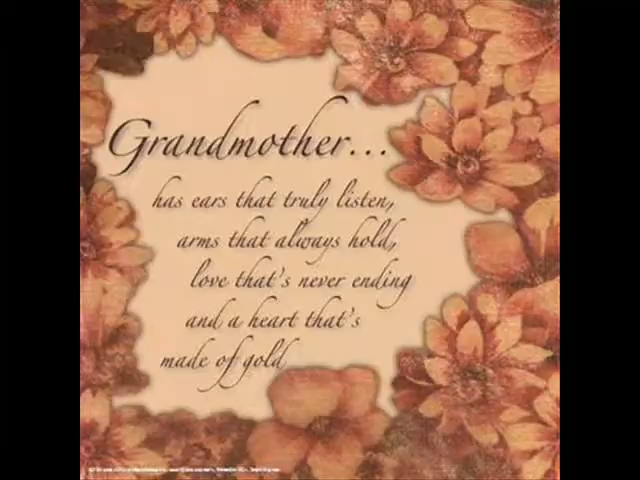 Grandmother...
has ears that truly listen,
arms that always hold,
love that's never ending
and a heart that's
made of gold